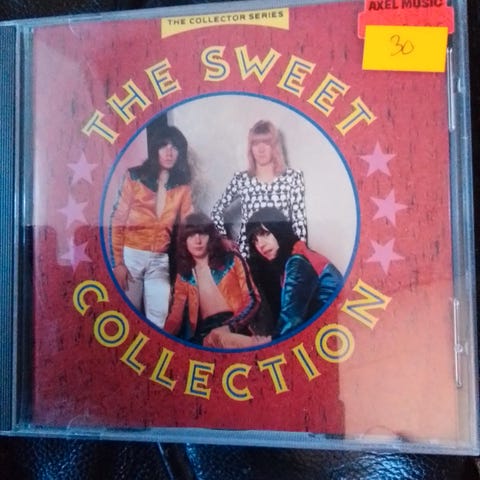 THE COLLECTOR SERIES
AXEL MUSIC
30
THE SWEET
COLLECTION